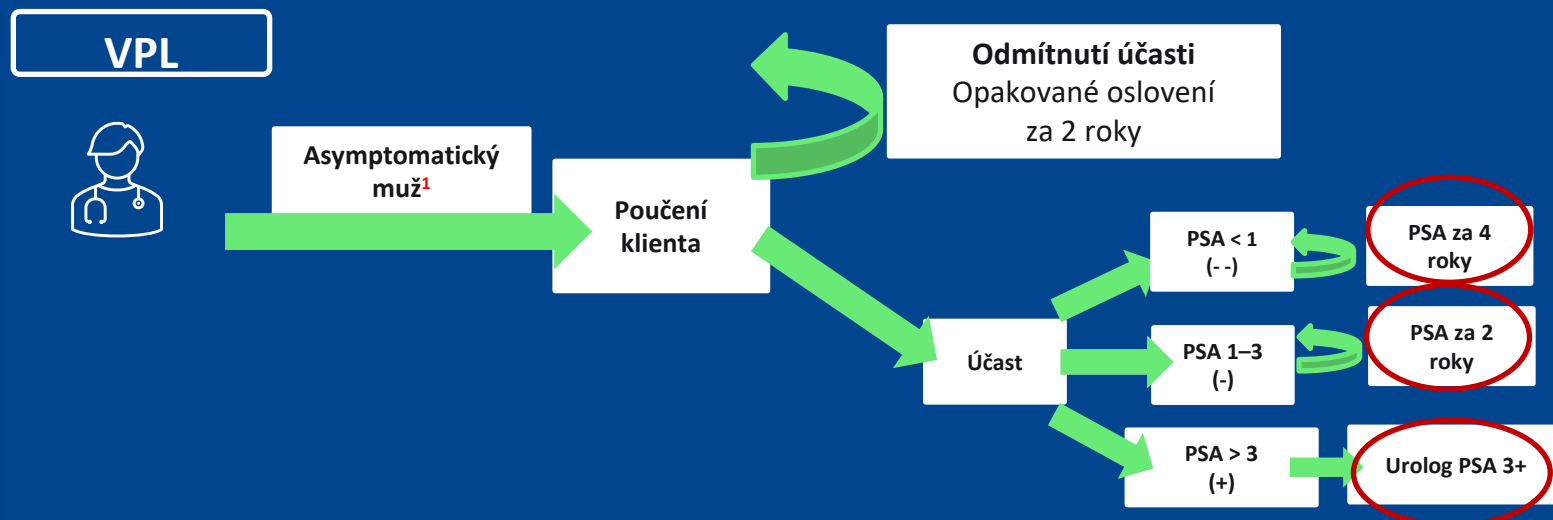 VPL
Odmítnutí účasti
Opakované oslovení
za 2 roky
Asymptomatický
muž1
Poučení
klienta
Účast
PSA < 1
(- -)
PSA za 4
roky
PSA 1–3
(-)
PSA za 2
roky
PSA > 3
(+)
Urolog PSA 3+